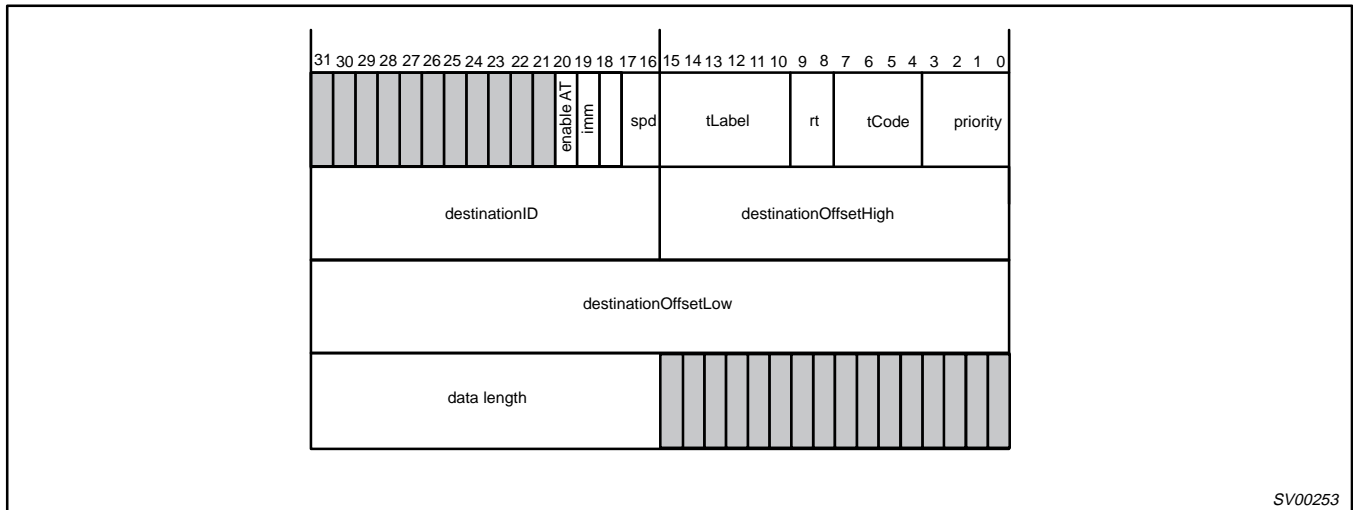 31 30 29 28 27 26 25 24 23 22 21 20 19 18 17 16 15 14 13 12 11 10 9 8 7 6 5 4 3 2 1 0
enable AT imm spd tLabel rt tCode priority
destinationID destinationOffsetHigh
destinationOffsetLow
data length
SV00253